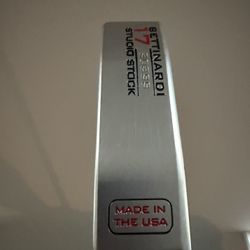 BETTINARDI
17
STUDIO STOCK
MADE IN
THE USA